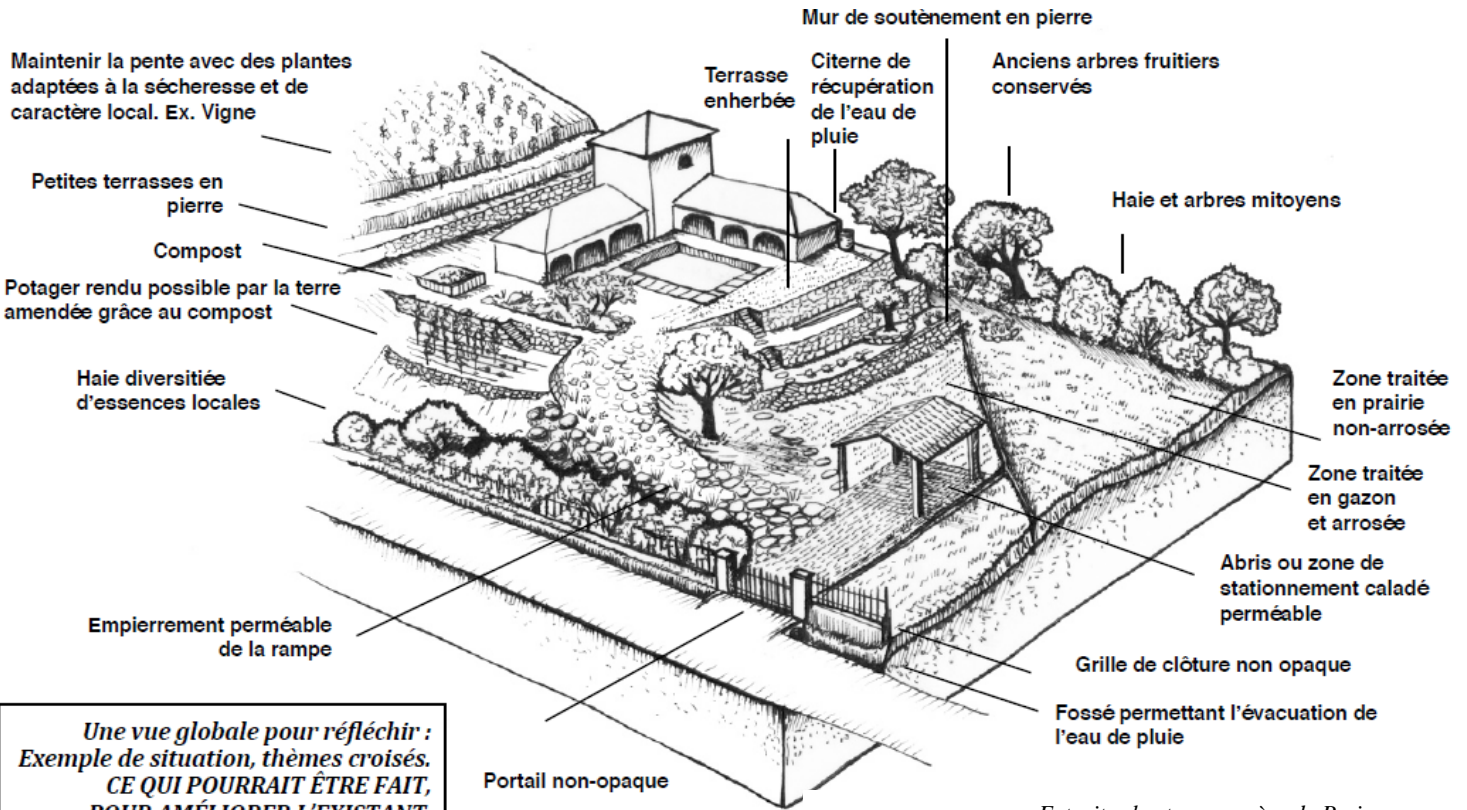 Mur de soutènement en pierre
Maintenir la pente avec des plantes
adaptées à la sécheresse et de
caractère local. Ex. Vigne
Terrasse
enherbée
Citerne de
récupération
de l'eau de
pluie
Anciens arbres fruitiers
conservés
Petites terrasses en
pierre
Haie et arbres mitoyens
Compost
Potager rendu possible par la terre
amendée grâce au compost
Haie diversitiée
d'essences locales
Zone traitée
en prairie
non-arrosée
Zone traitée
en gazon
et arrosée
Abris ou zone de
stationnement caladé
perméable
Empierrement perméable
de la rampe
Grille de clôture non opaque
Fossé permettant l'évacuation de
l'eau de pluie
Portail non-opaque
Une vue globale pour réfléchir :
Exemple de situation, thèmes croisés.
CE QUI POURRAIT ÊTRE FAIT,
POUR AMÉLIORER L'EXISTANT